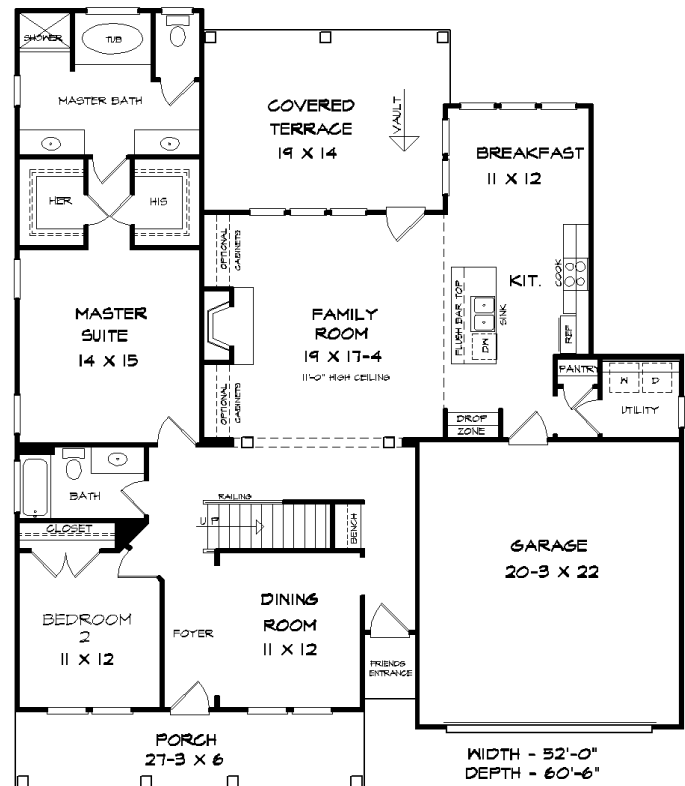 SHOWER
TUB
MASTER BATH
HER
HIS
MASTER
SUITE
14 X 15
COVERED
TERRACE
19 X 14
VAULT
BREAKFAST
11 X 12
OPTIONAL
CABINETS
FAMILY
ROOM
19 X 17-4
11'-0" HIGH CEILING
OPTIONAL
CABINETS
FLUSH BAR TOP
SINK
DW
KIT.
COOK
REF
PANTRY
W D
UTILITY
DROP
ZONE
BATH
CLOSET
RAILING
UP
BENCH
GARAGE
20-3 X 22
BEDROOM
2
11 X 12
FOYER
DINING
ROOM
11 X 12
FRIENDS
ENTRANCE
PORCH
27-3 X 6
WIDTH - 52'-0"
DEPTH - 60'-6"